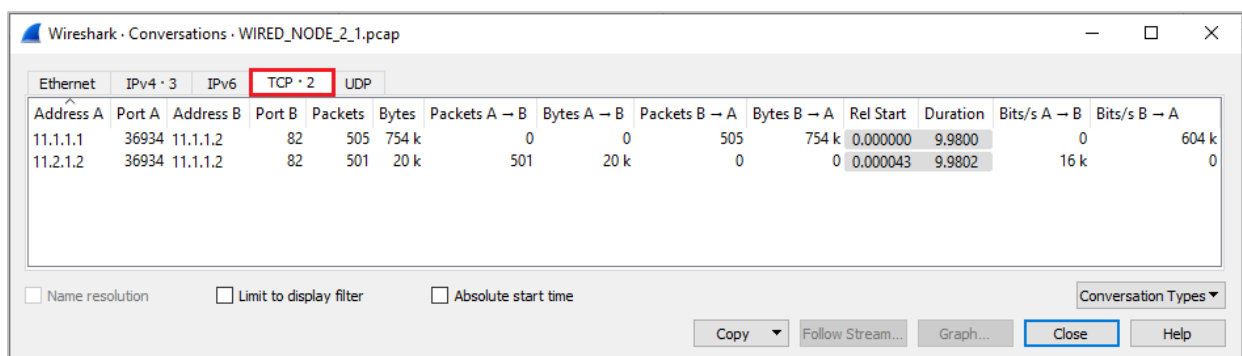 Wireshark · Conversations · WIRED_NODE_2_1.pcap
Ethernet IPv4 · 3 IPv6 TCP · 2 UDP
Address A Port A Address B Port B Packets Bytes Packets A → B Bytes A → B Packets B → A Bytes B → A Rel Start Duration Bits/s A → B Bits/s B → A
11.1.1.1 36934 11.1.1.2 82 505 754 k 0 0 505 754 k 0.000000 9.9800 0 604 k
11.2.1.2 36934 11.1.1.2 82 501 20 k 501 20 k 0 0 0.000043 9.9802 16 k 0
Name resolution Limit to display filter Absolute start time Conversation Types
Copy Follow Stream... Graph... Close Help